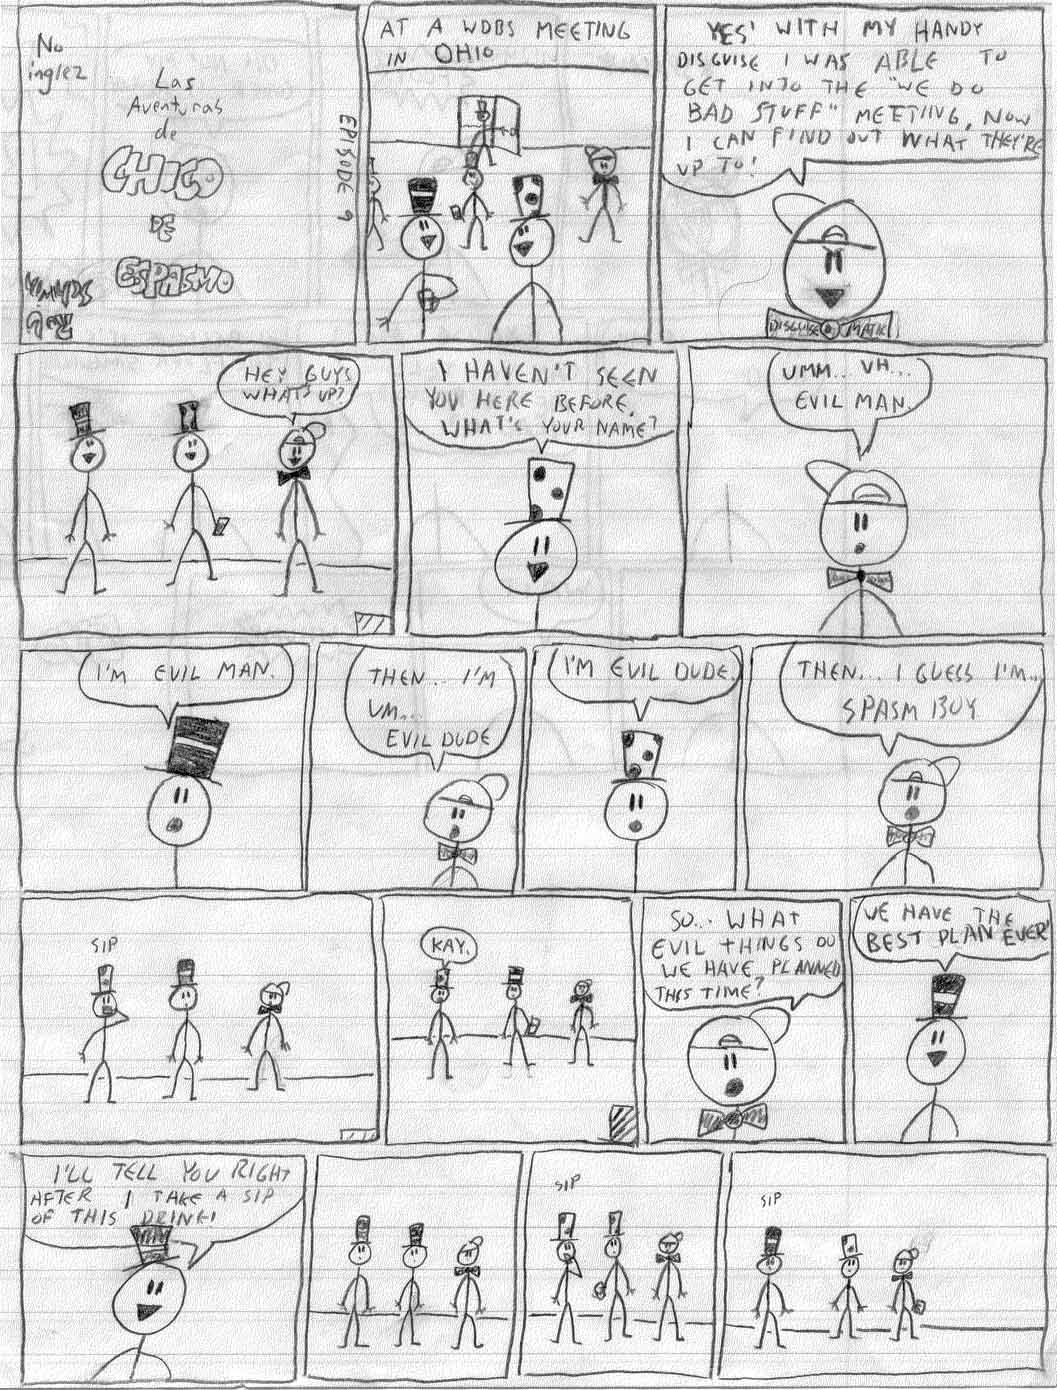 No
inglez
Las
Aventuras
de
CHICO
DE
ESPASMO
EPISODE 9
AT A WDBS MEETING
IN OHIO
YES! WITH MY HANDY
DISGUISE I WAS ABLE TO
GET INTO THE "WE DO
BAD STUFF" MEETING, NOW
I CAN FIND OUT WHAT THEY'RE
UP TO!
DISGUISE MATIC
HEY GUYS
WHAT'S UP?
I HAVEN'T SEEN
YOU HERE BEFORE.
WHAT'S YOUR NAME?
UMM.. UH...
EVIL MAN.
I'M EVIL MAN.
THEN.. I'M
UM...
EVIL DUDE
I'M EVIL DUDE.
THEN... I GUESS I'M...
SPASM BOY
SIP
KAY.
SO.. WHAT
EVIL THINGS DO
WE HAVE PLANNED
THIS TIME?
WE HAVE THE
BEST PLAN EVER!
I'LL TELL YOU RIGHT
AFTER I TAKE A SIP
OF THIS DRINK!
SIP
SIP